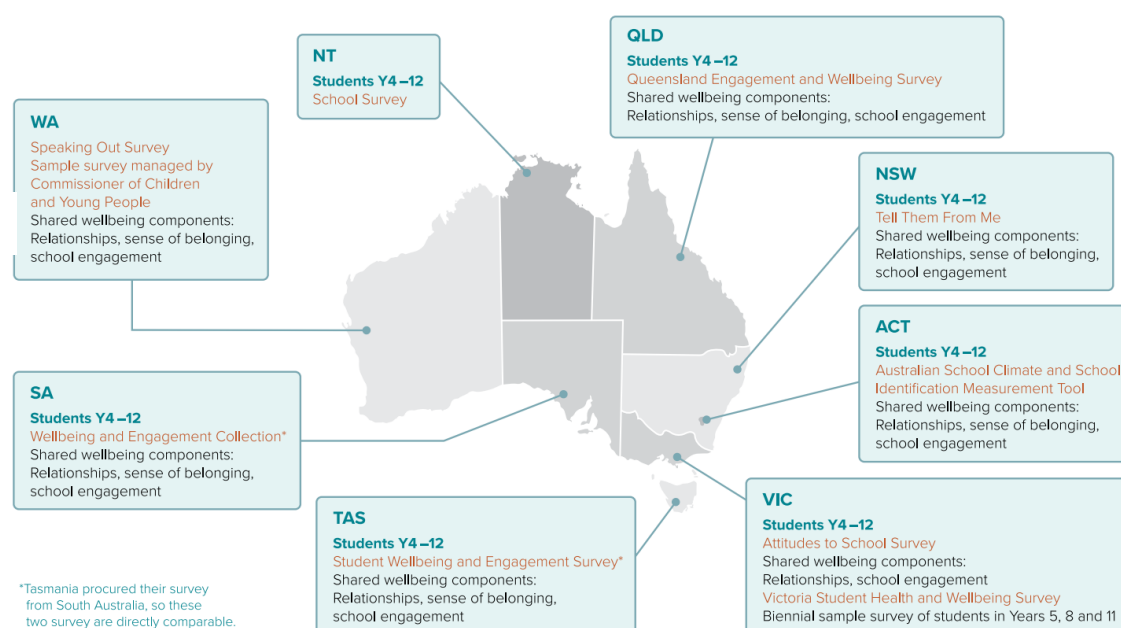 NT
Students Y4–12
School Survey
QLD
Students Y4–12
Queensland Engagement and Wellbeing Survey
Shared wellbeing components:
Relationships, sense of belonging, school engagement
WA
Speaking Out Survey
Sample survey managed by
Commissioner of Children
and Young People
Shared wellbeing components:
Relationships, sense of belonging,
school engagement
NSW
Students Y4–12
Tell Them From Me
Shared wellbeing components:
Relationships, sense of belonging,
school engagement
ACT
Students Y4–12
Australian School Climate and School
Identification Measurement Tool
Shared wellbeing components:
Relationships, sense of belonging,
school engagement
SA
Students Y4–12
Wellbeing and Engagement Collection*
Shared wellbeing components:
Relationships, sense of belonging,
school engagement
TAS
Students Y4–12
Student Wellbeing and Engagement Survey*
Shared wellbeing components:
Relationships, sense of belonging,
school engagement
VIC
Students Y4–12
Attitudes to School Survey
Shared wellbeing components:
Relationships, school engagement
Victoria Student Health and Wellbeing Survey
Biennial sample survey of students in Years 5, 8 and 11
*Tasmania procured their survey
from South Australia, so these
two survey are directly comparable.